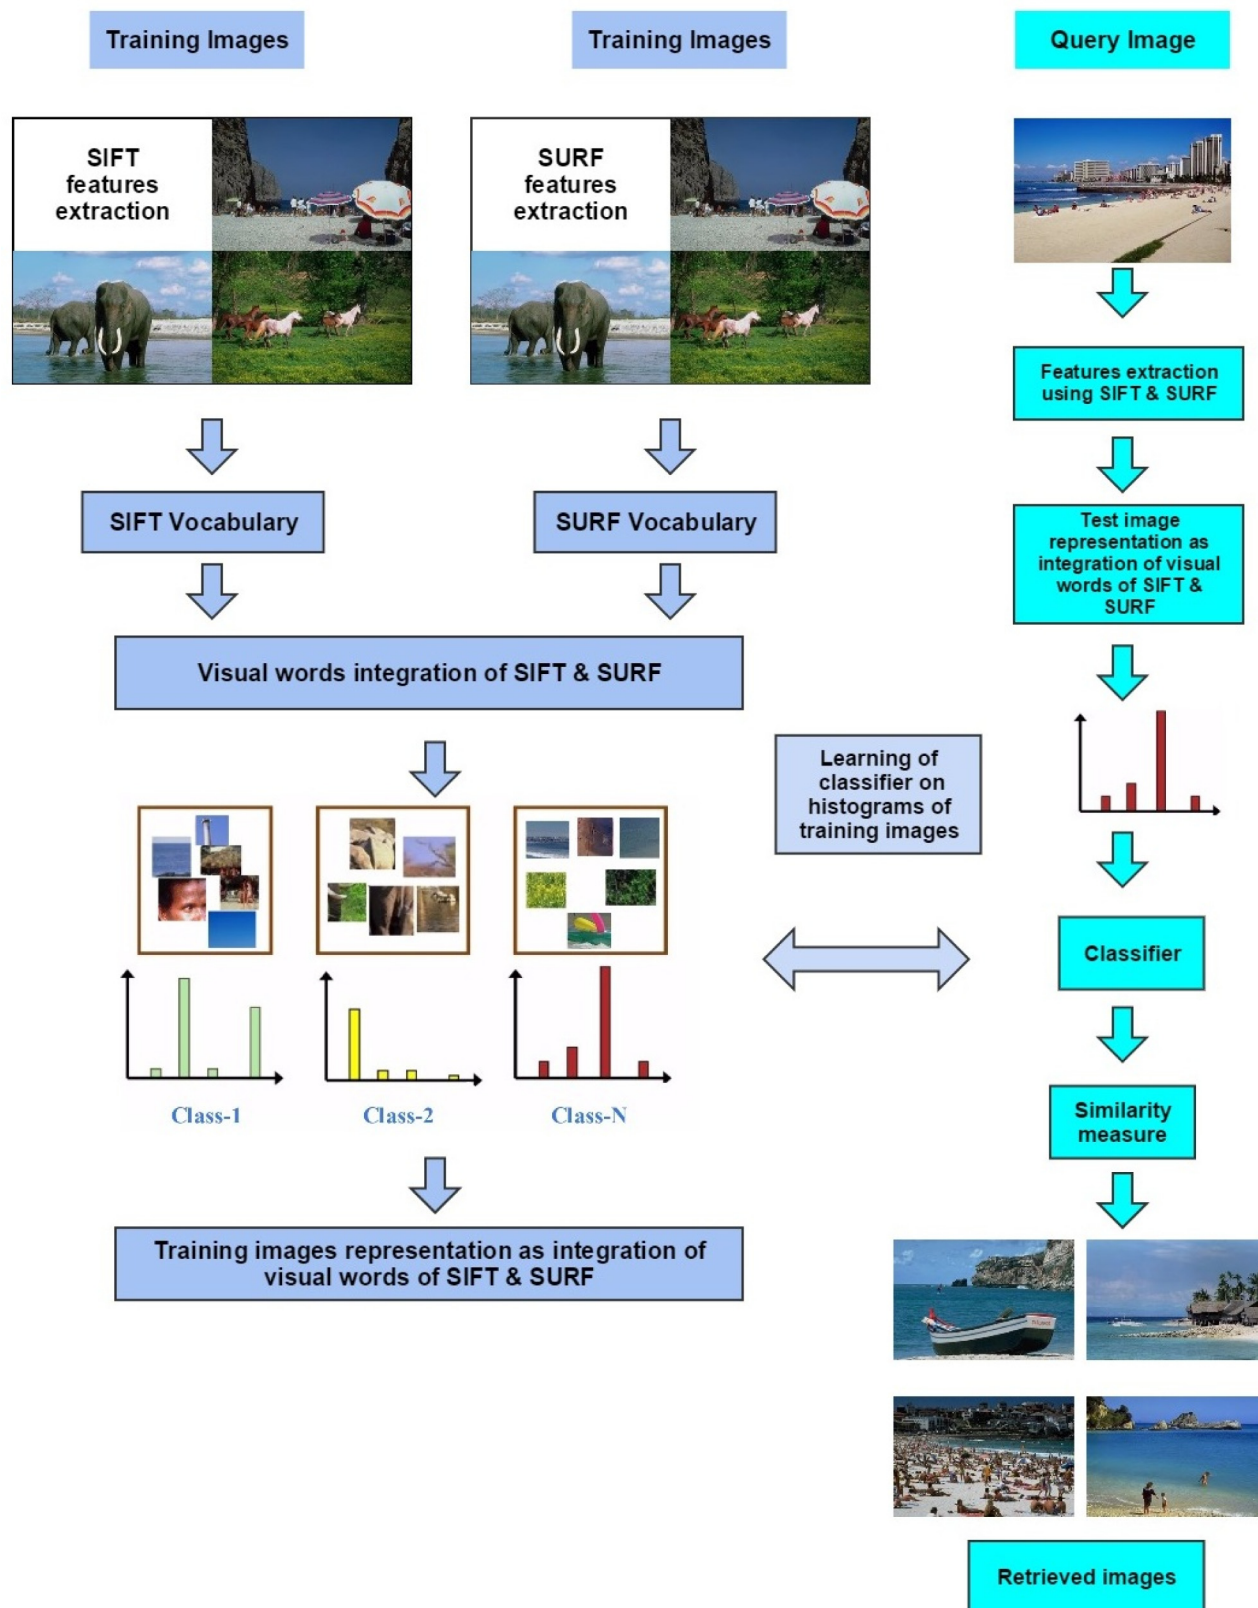 Training Images
Training Images
Query Image
SIFT
features
extraction
SURF
features
extraction
Features extraction
using SIFT & SURF
SIFT Vocabulary
SURF Vocabulary
Test image
representation as
integration of visual
words of SIFT &
SURF
Visual words integration of SIFT & SURF
Learning of
classifier on
histograms of
training images
Classifier
Class-1
Class-2
Class-N
Similarity
measure
Training images representation as integration of
visual words of SIFT & SURF
Retrieved images